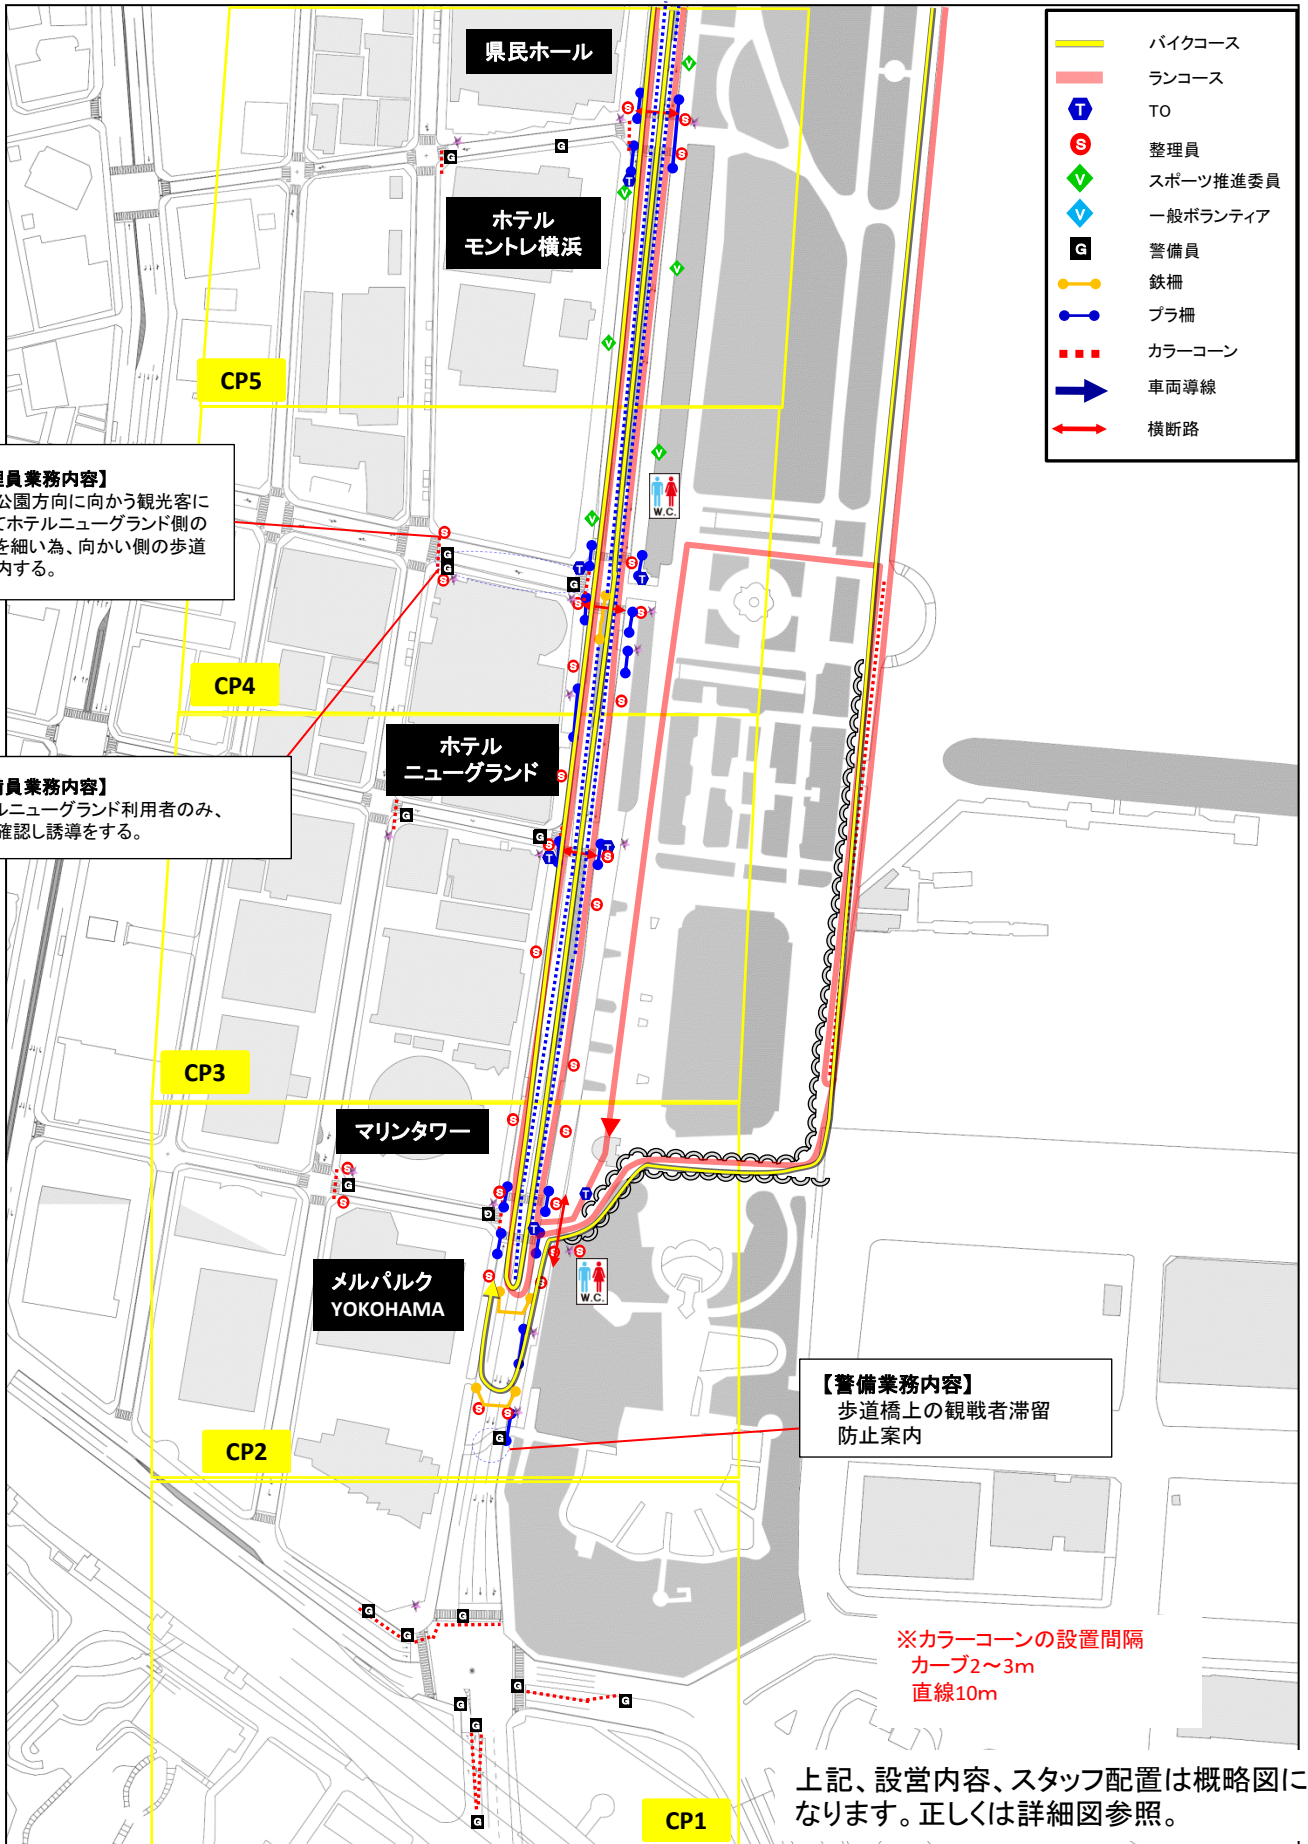 県民ホール
ホテル
モントレ横浜
バイクコース
ランコース
TO
整理員
スポーツ推進委員
一般ボランティア
警備員
鉄柵
プラ柵
カラーコーン
車両導線
横断路
T
S
V
V
G
CP5
理員業務内容】
公園方向に向かう観光客に
てホテルニューグランド側の
を細い為、向かい側の歩道
内する。
W.C.
CP4
ホテル
ニューグランド
備員業務内容】
ルニューグランド利用者のみ、
確認し誘導をする。
CP3
マリンタワー
メルパルク
YOKOHAMA
W.C.
【警備業務内容】
歩道橋上の観戦者滞留
防止案内
CP2
※カラーコーンの設置間隔
カーブ2～3m
直線10m
上記、設営内容、スタッフ配置は概略図に
なります。正しくは詳細図参照。
CP1